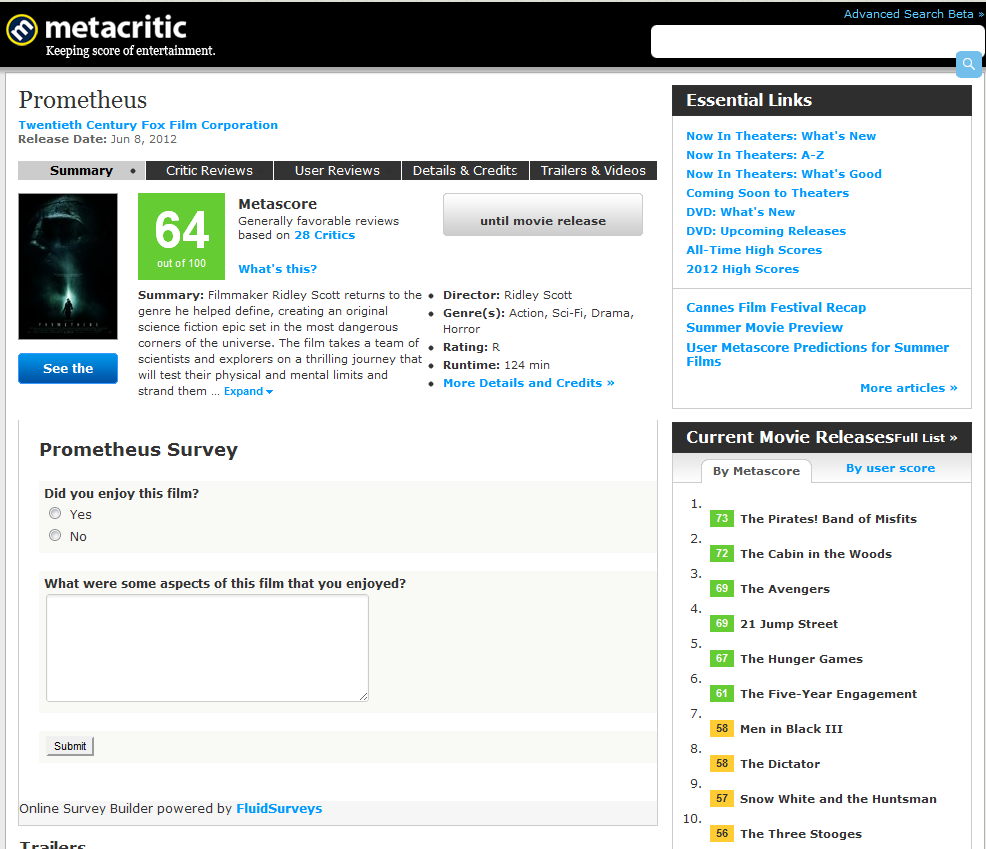 Advanced Search Beta »
metacritic
Keeping score of entertainment.
Prometheus
Twentieth Century Fox Film Corporation
Release Date: Jun 8, 2012
Summary • Critic Reviews User Reviews Details & Credits Trailers & Videos
PROMETHEUS
See the
64
out of 100
Metascore
Generally favorable reviews
based on 28 Critics
What's this?
until movie release
Summary: Filmmaker Ridley Scott returns to the
genre he helped define, creating an original
science fiction epic set in the most dangerous
corners of the universe. The film takes a team of
scientists and explorers on a thrilling journey that
will test their physical and mental limits and
strand them ... Expand
• Director: Ridley Scott
• Genre(s): Action, Sci-Fi, Drama,
Horror
• Rating: R
• Runtime: 124 min
• More Details and Credits »
Prometheus Survey
Did you enjoy this film?
Yes
No
What were some aspects of this film that you enjoyed?
Submit
Online Survey Builder powered by FluidSurveys
Trailers
Essential Links
Now In Theaters: What's New
Now In Theaters: A-Z
Now In Theaters: What's Good
Coming Soon to Theaters
DVD: What's New
DVD: Upcoming Releases
All-Time High Scores
2012 High Scores
Cannes Film Festival Recap
Summer Movie Preview
User Metascore Predictions for Summer
Films
More articles »
Current Movie Releases Full List »
By Metascore By user score
1.
73 The Pirates! Band of Misfits
2.
72 The Cabin in the Woods
3.
69 The Avengers
4.
69 21 Jump Street
5.
67 The Hunger Games
6.
61 The Five-Year Engagement
7.
58 Men in Black III
8.
58 The Dictator
9.
57 Snow White and the Huntsman
10.
56 The Three Stooges